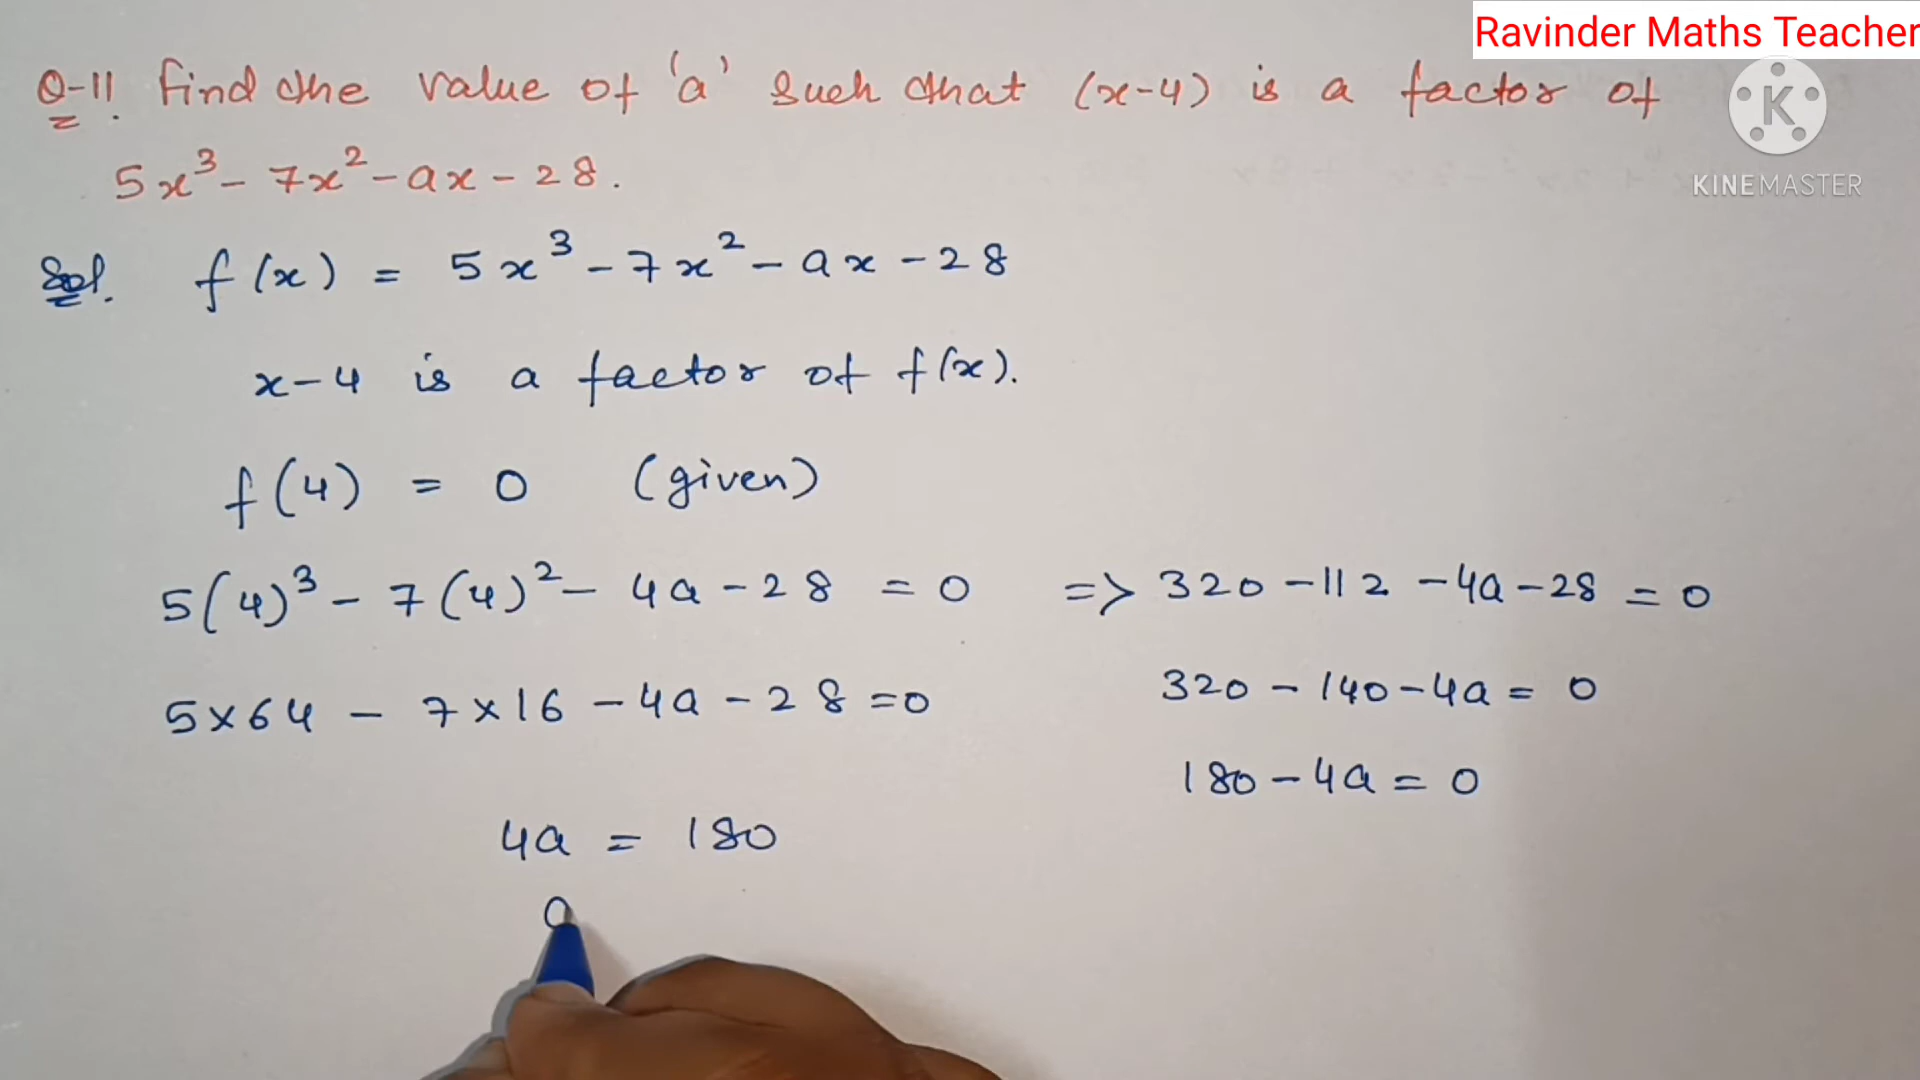 Ravinder Maths Teacher
Q-11. Find the value of 'a' such that (x-4) is a factor of
5x³ - 7x² - ax - 28.
KINEMASTER
Sol. f(x) = 5x³ - 7x² - ax - 28
x-4 is a factor of f(x).
f(4) = 0 (given)
5(4)³ - 7(4)² - 4a - 28 = 0
5×64 - 7×16 - 4a - 28 = 0
=> 320 - 112 - 4a - 28 = 0
320 - 140 - 4a = 0
180 - 4a = 0
4a = 180